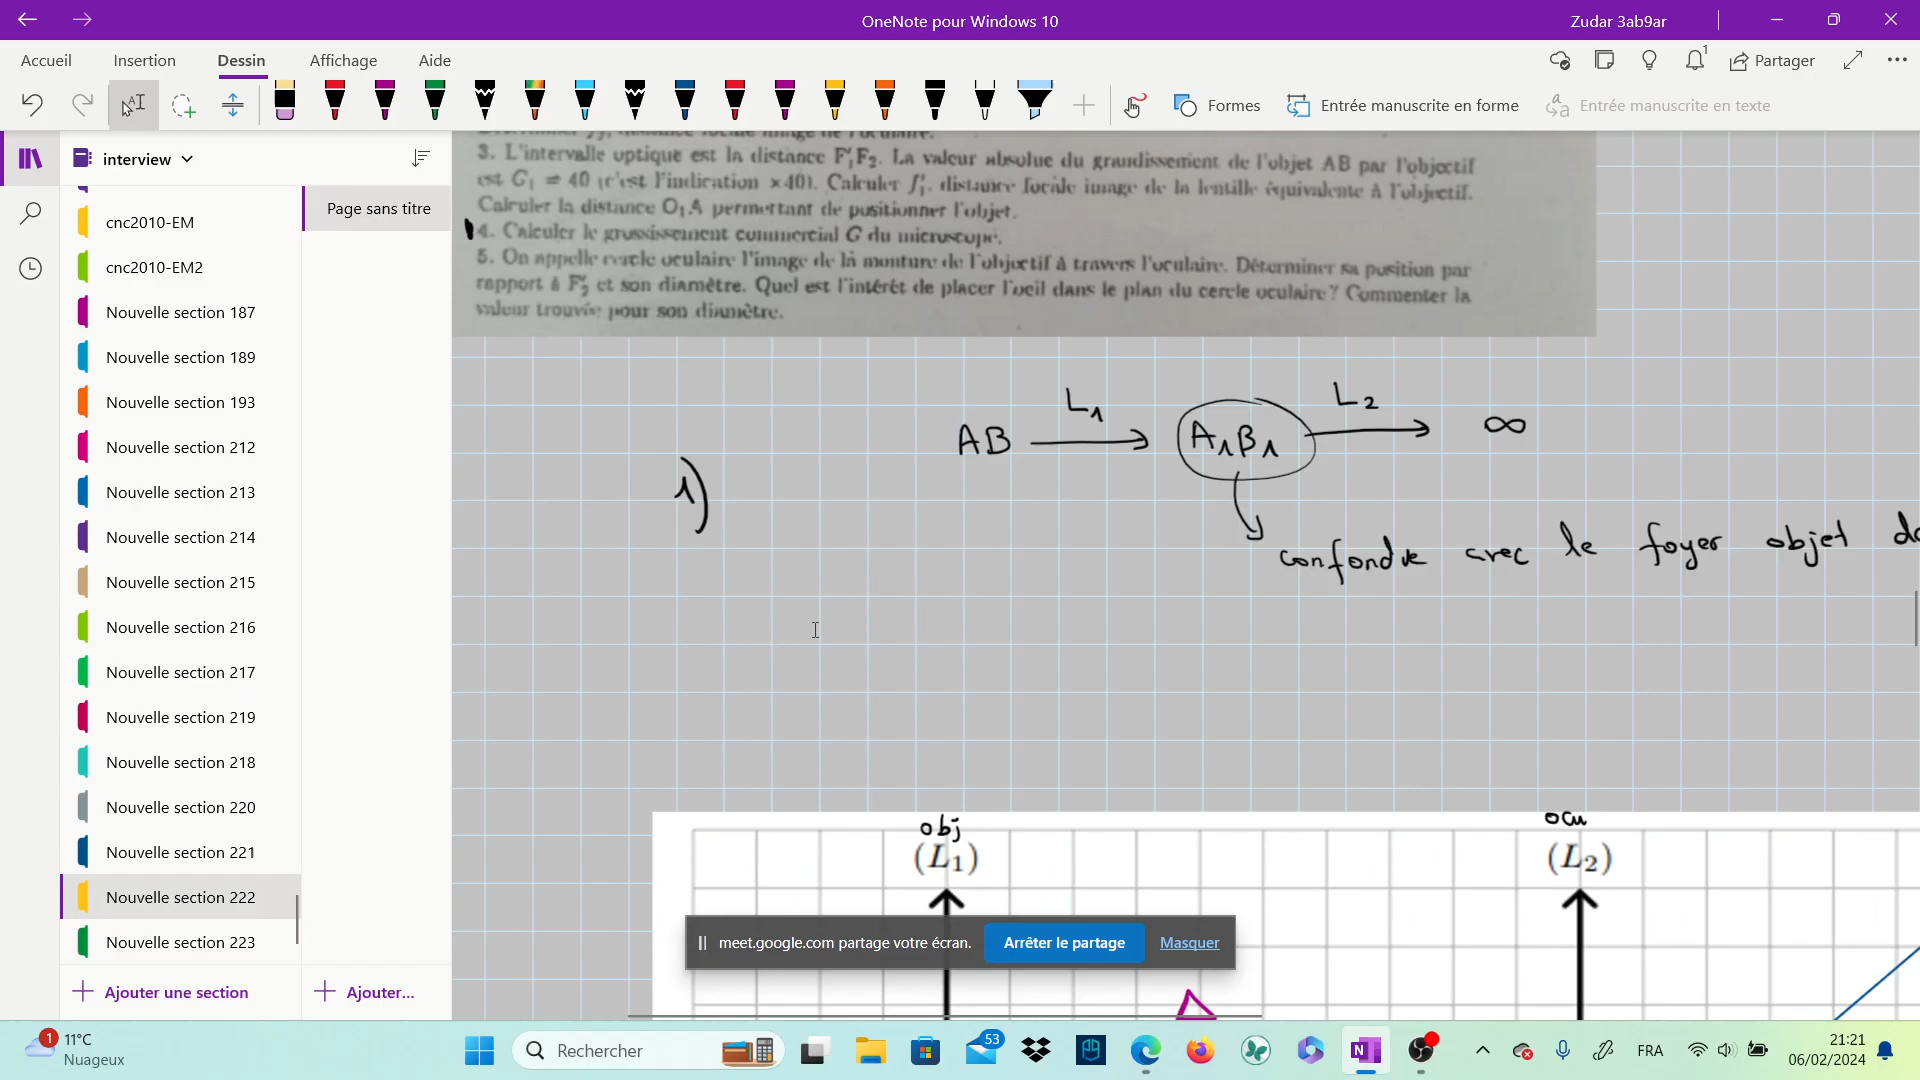 OneNote pour Windows 10
Zudar 3ab9ar
Accueil Insertion Dessin Affichage Aide
1 Partager
Formes Entrée manuscrite en forme Entrée manuscrite en texte
interview
Page sans titre
cnc2010-EM
cnc2010-EM2
Nouvelle section 187
Nouvelle section 189
Nouvelle section 193
Nouvelle section 212
Nouvelle section 213
Nouvelle section 214
Nouvelle section 215
Nouvelle section 216
Nouvelle section 217
Nouvelle section 219
Nouvelle section 218
Nouvelle section 220
Nouvelle section 221
Nouvelle section 222
Nouvelle section 223
Ajouter une section
Ajouter...
distance focale image de l'oculaire.
3. L'intervalle optique est la distance F'₁F₂. La valeur absolue du grandissement de l'objet AB par l'objectif
est G₁ = 40 (c'est l'indication ×40). Calculer f'₁, distance focale image de la lentille équivalente à l'objectif.
Calculer la distance O₁A permettant de positionner l'objet.
4. Calculer le grossissement commercial G du microscope.
5. On appelle cercle oculaire l'image de la monture de l'objectif à travers l'oculaire. Déterminer sa position par
rapport à F'₂ et son diamètre. Quel est l'intérêt de placer l'oeil dans le plan du cercle oculaire? Commenter la
valeur trouvée pour son diamètre.
L₁ L₂
AB → A₁B₁ → ∞
1)
confondue avec le foyer objet
obj
(L₁)
ocu
(L₂)
meet.google.com partage votre écran. Arrêter le partage Masquer
1 11°C
Nuageux
Rechercher
53
FRA
21:21
06/02/2024